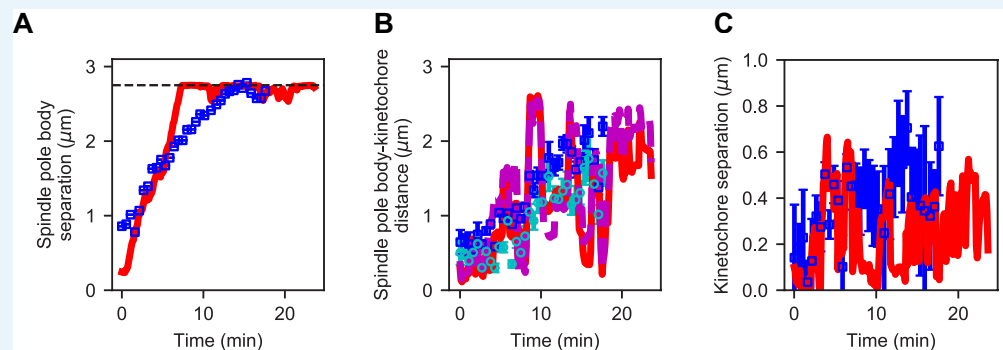 A
Spindle pole body
separation (μm)
3
2
1
0
0
10
20
Time (min)
B
Spindle pole body-kinetochore
distance (μm)
3
2
1
0
0
10
20
Time (min)
C
Kinetochore separation (μm)
1.0
0.8
0.6
0.4
0.2
0.0
0
10
20
Time (min)